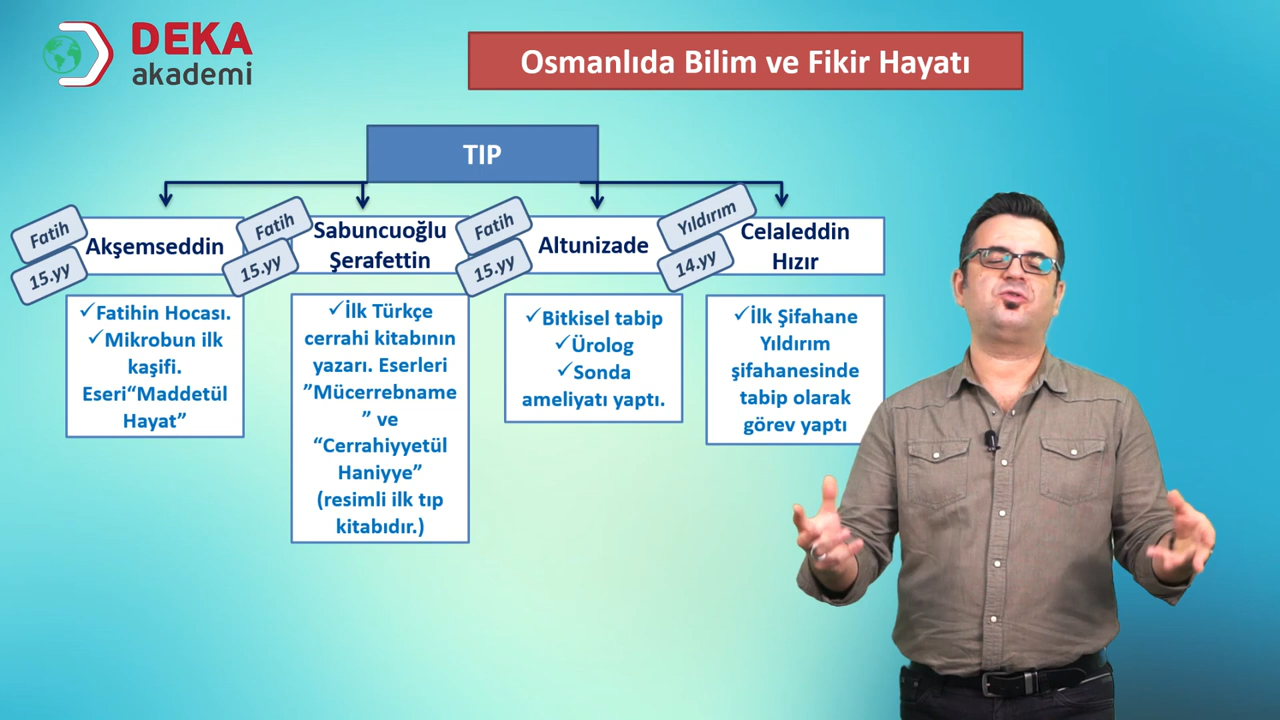 DEKA
akademi
Osmanlıda Bilim ve Fikir Hayatı
TIP
Fatih
15.yy
Akşemseddin
✓Fatihin Hocası.
✓Mikrobun ilk
kaşifi.
Eseri“Maddetül
Hayat”
Fatih
15.yy
Sabuncuoğlu
Şerafettin
✓İlk Türkçe
cerrahi kitabının
yazarı. Eserleri
”Mücerrebname
” ve
“Cerrahiyyetül
Haniyye”
(resimli ilk tıp
kitabıdır.)
Fatih
15.yy
Altunizade
✓Bitkisel tabip
✓Ürolog
✓Sonda
ameliyatı yaptı.
Yıldırım
14.yy
Celaleddin
Hızır
✓İlk Şifahane
Yıldırım
şifahanesinde
tabip olarak
görev yaptı